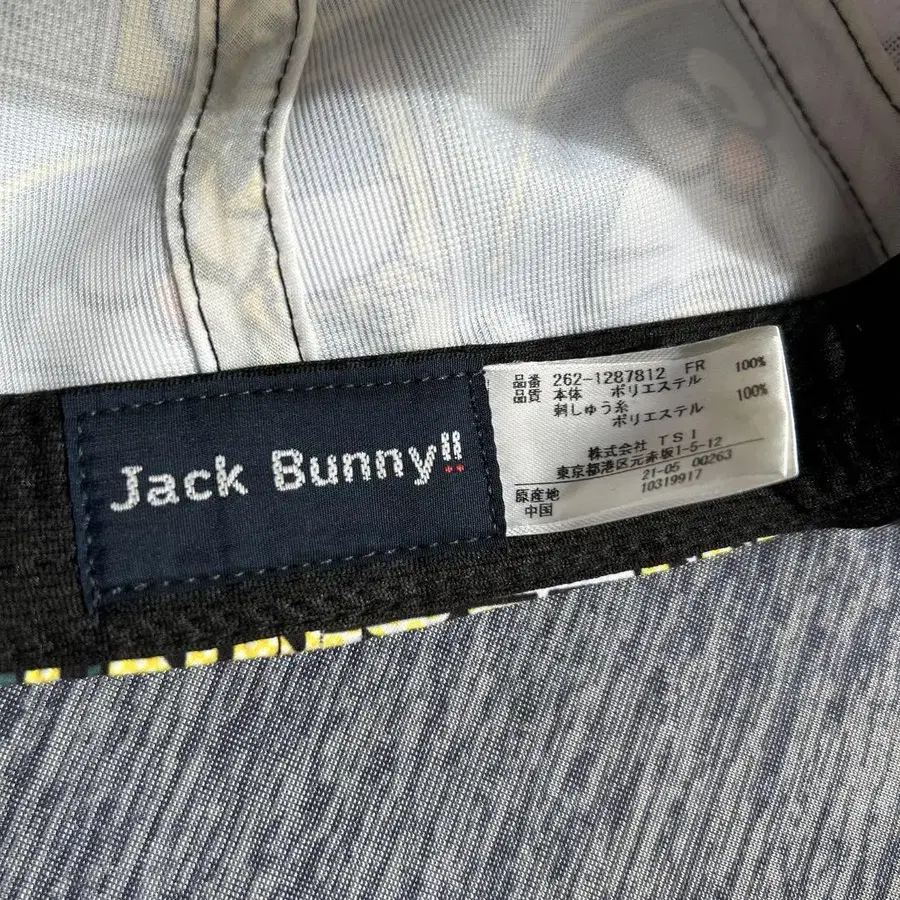 Jack Bunny!!
品番 262-1287812 FR
品質 本体 ポリエステル 100%
刺しゅう糸
ポリエステル 100%
株式会社 TSI
東京都港区元赤坂1-5-12
21-05 00263
10319917
原産地
中国